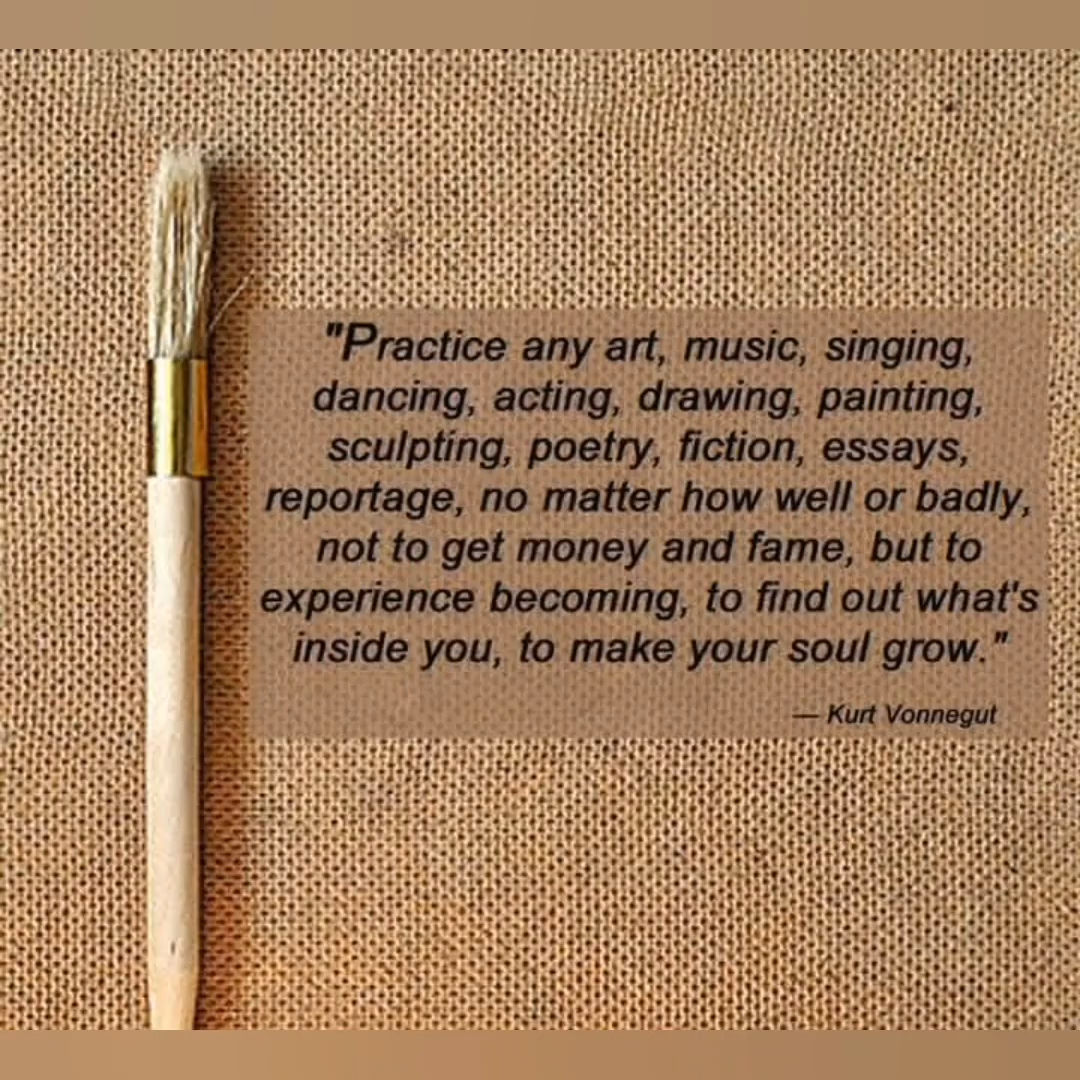 "Practice any art, music, singing,
dancing, acting, drawing, painting,
sculpting, poetry, fiction, essays,
reportage, no matter how well or badly,
not to get money and fame, but to
experience becoming, to find out what's
inside you, to make your soul grow."
— Kurt Vonnegut